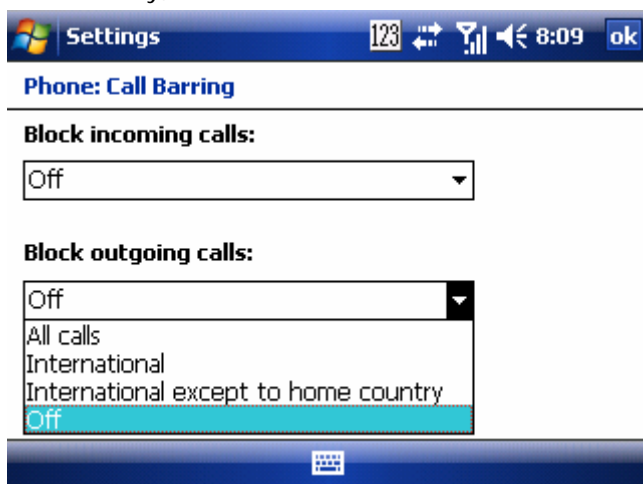 Settings 123 8:09 ok
Phone: Call Barring
Block incoming calls:
Off
Block outgoing calls:
Off
All calls
International
International except to home country
Off